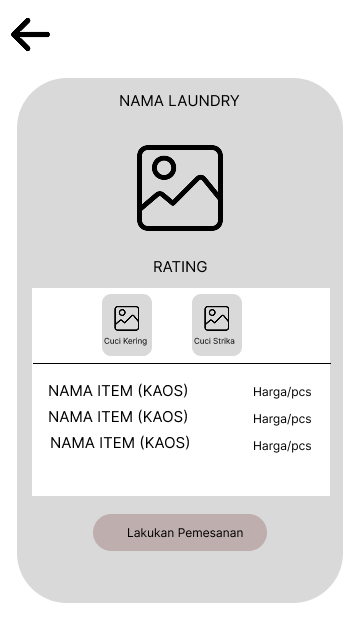 NAMA LAUNDRY
RATING
Cuci Kering
Cuci Strika
NAMA ITEM (KAOS) Harga/pcs
NAMA ITEM (KAOS) Harga/pcs
NAMA ITEM (KAOS) Harga/pcs
Lakukan Pemesanan